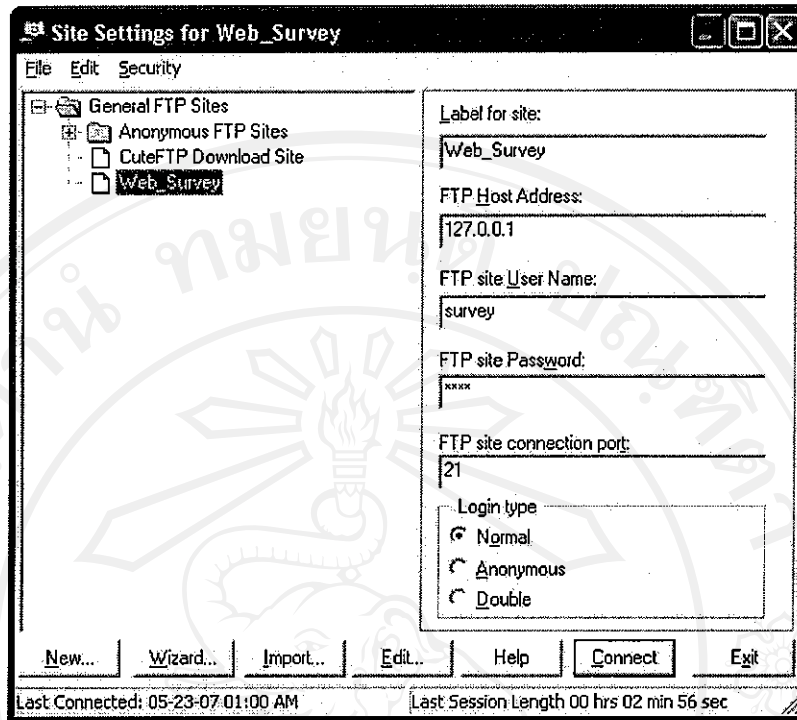 Site Settings for Web_Survey
File Edit Security
General FTP Sites
Anonymous FTP Sites
CuteFTP Download Site
Web_Survey
Label for site:
Web_Survey
FTP Host Address:
127.0.0.1
FTP site User Name:
survey
FTP site Password:
xxxx
FTP site connection port:
21
Login type
Normal
Anonymous
Double
New... Wizard... Import... Edit... Help Connect Exit
Last Connected: 05-23-07 01:00 AM
Last Session Length 00 hrs 02 min 56 sec